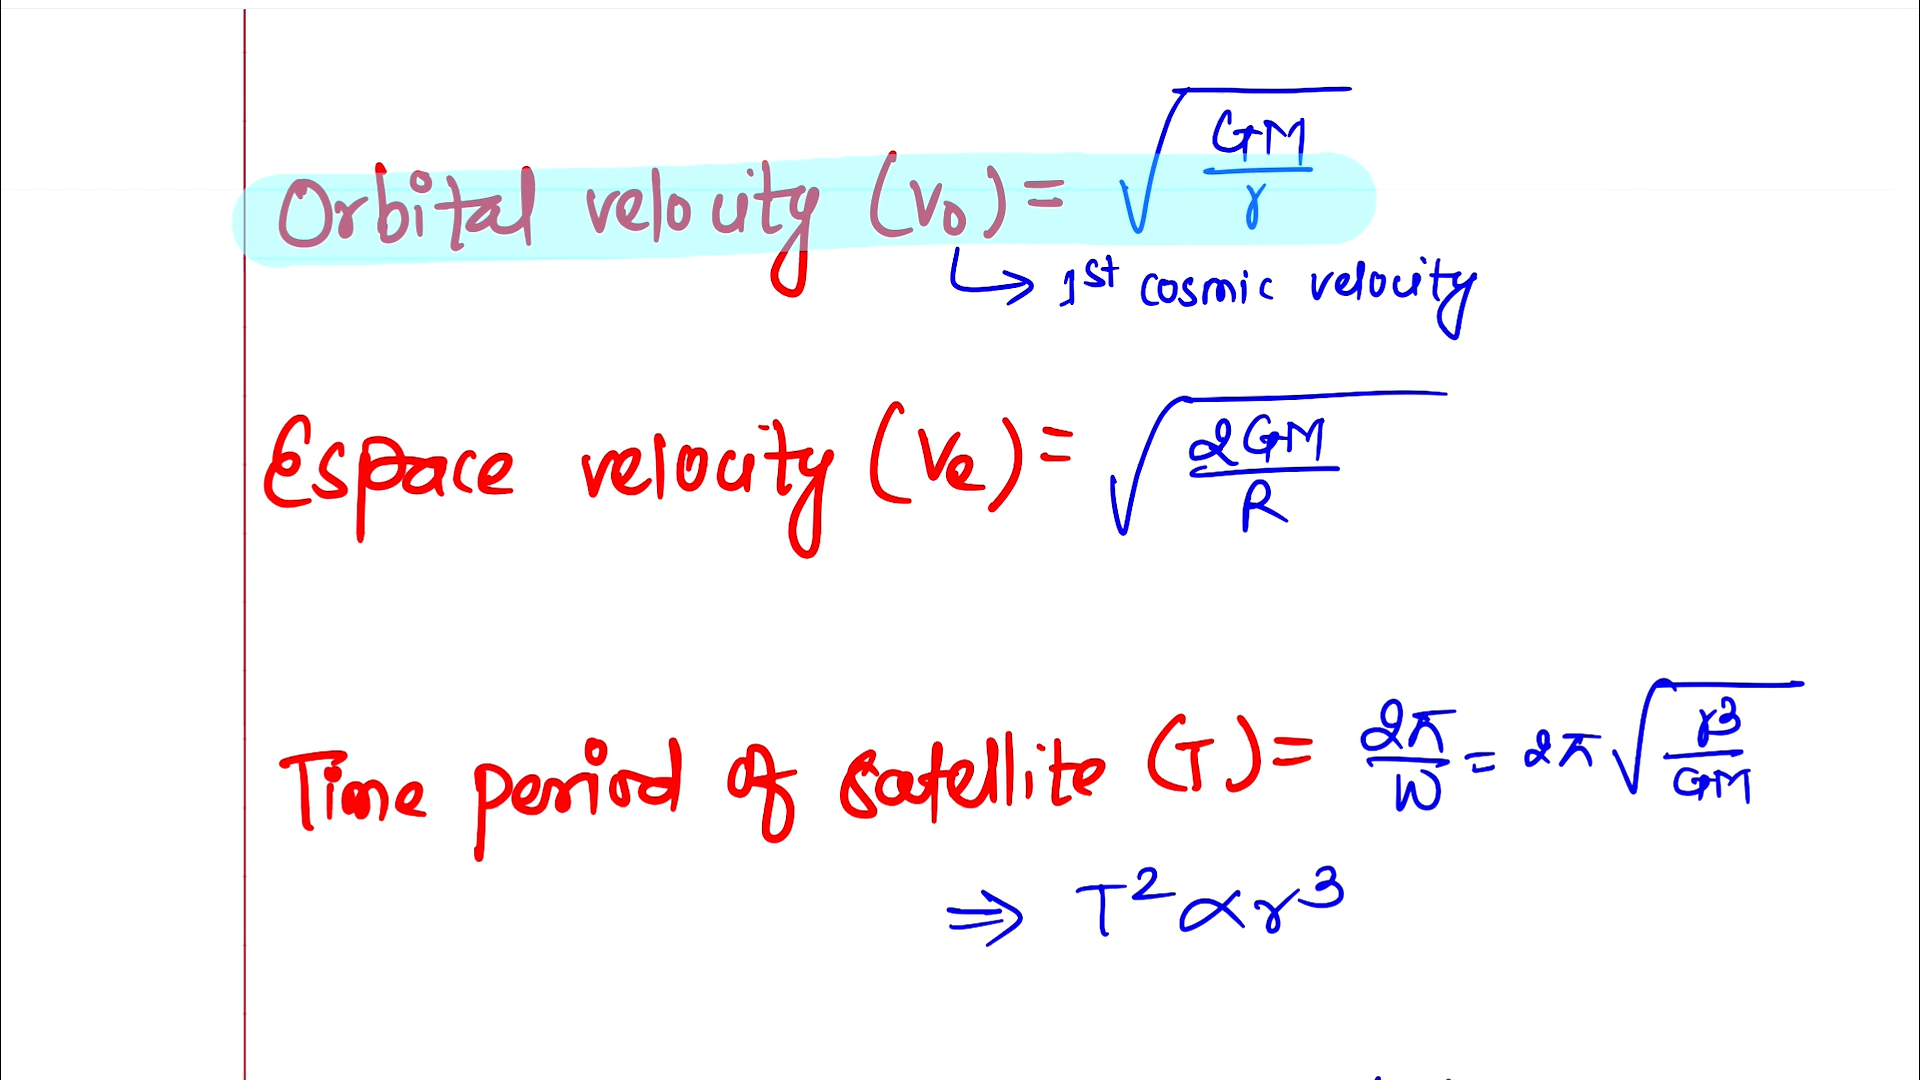 Orbital velocity (v₀) = √(GM/r)
↳ 1st cosmic velocity
Espace velocity (Ve) = √(2GM/R)
Time period of satellite (T) = 2π/W = 2π√(r³/GM)
⇒ T² ∝ r³